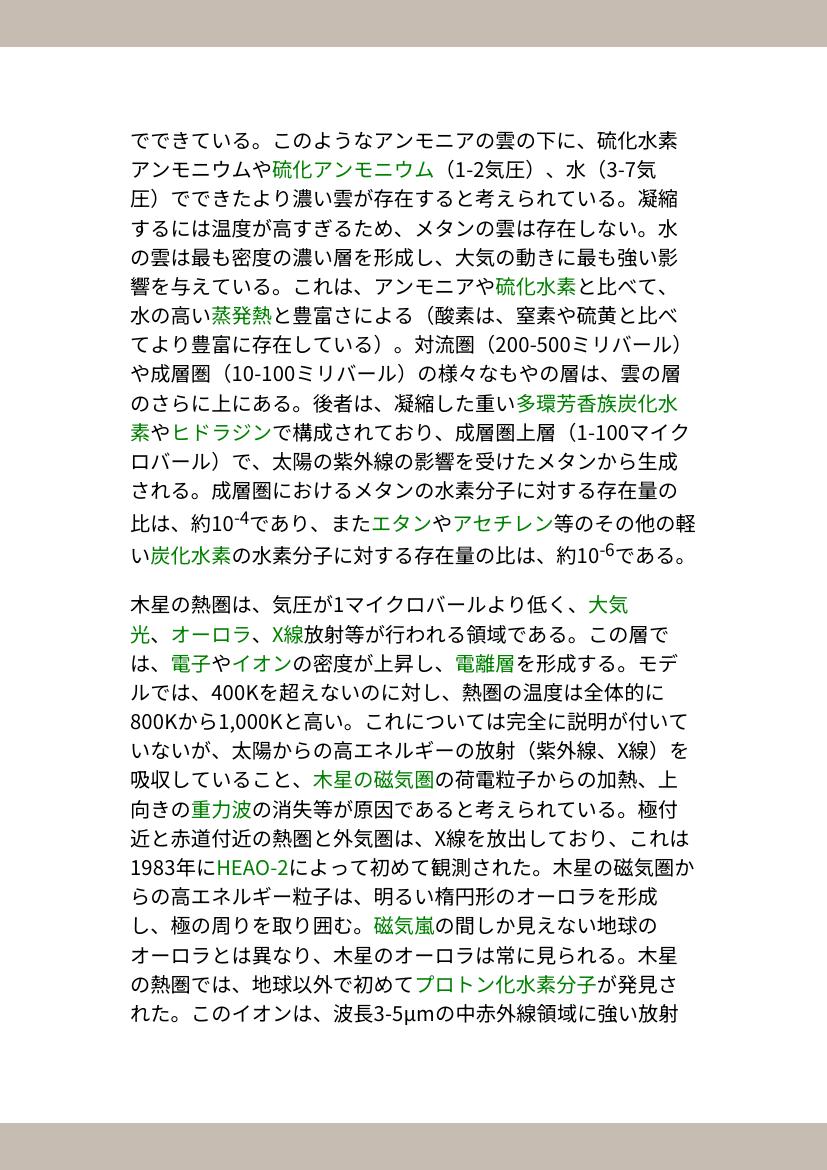 でできている。このようなアンモニアの雲の下に、硫化水素
アンモニウムや硫化アンモニウム（1-2気圧）、水（3-7気
圧）でできたより濃い雲が存在すると考えられている。凝縮
するには温度が高すぎるため、メタンの雲は存在しない。水
の雲は最も密度の濃い層を形成し、大気の動きに最も強い影
響を与えている。これは、アンモニアや硫化水素と比べて、
水の高い蒸発熱と豊富さによる（酸素は、窒素や硫黄と比べ
てより豊富に存在している）。対流圏（200-500ミリバール）
や成層圏（10-100ミリバール）の様々なもやの層は、雲の層
のさらに上にある。後者は、凝縮した重い多環芳香族炭化水
素やヒドラジンで構成されており、成層圏上層（1-100マイク
ロバール）で、太陽の紫外線の影響を受けたメタンから生成
される。成層圏におけるメタンの水素分子に対する存在量の
比は、約10⁻⁴であり、またエタンやアセチレン等のその他の軽
い炭化水素の水素分子に対する存在量の比は、約10⁻⁶である。
木星の熱圏は、気圧が1マイクロバールより低く、大気
光、オーロラ、X線放射等が行われる領域である。この層で
は、電子やイオンの密度が上昇し、電離層を形成する。モデ
ルでは、400Kを超えないのに対し、熱圏の温度は全体的に
800Kから1,000Kと高い。これについては完全に説明が付いて
いないが、太陽からの高エネルギーの放射（紫外線、X線）を
吸収していること、木星の磁気圏の荷電粒子からの加熱、上
向きの重力波の消失等が原因であると考えられている。極付
近と赤道付近の熱圏と外気圏は、X線を放出しており、これは
1983年にHEAO-2によって初めて観測された。木星の磁気圏か
らの高エネルギー粒子は、明るい楕円形のオーロラを形成
し、極の周りを取り囲む。磁気嵐の間しか見えない地球の
オーロラとは異なり、木星のオーロラは常に見られる。木星
の熱圏では、地球以外で初めてプロトン化水素分子が発見さ
れた。このイオンは、波長3-5μmの中赤外線領域に強い放射